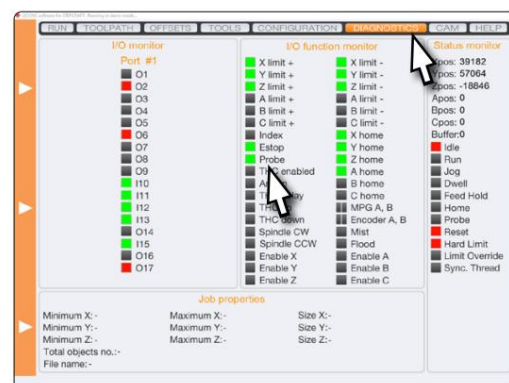 RUN TOOLPATH OFFSETS TOOLS CONFIGURATION DIAGNOSTICS CAM HELP
I/O monitor
Port #1
O1
O2
O3
O4
O5
O6
O7
O8
O9
I10
I11
I12
I13
O14
I15
O16
O17
I/O function monitor
X limit + X limit -
Y limit + Y limit -
Z limit + Z limit -
A limit + A limit -
B limit + B limit -
C limit + C limit -
Index X home
Estop Y home
Probe Z home
THC enabled A home
B home
C home
MPG A, B
THC down Encoder A, B
Spindle CW Mist
Spindle CCW Flood
Enable X Enable A
Enable Y Enable B
Enable Z Enable C
Status monitor
Xpos: 39182
Ypos: 57064
Zpos: -18846
Apos: 0
Bpos: 0
Cpos: 0
Buffer:0
Idle
Run
Jog
Dwell
Feed Hold
Home
Probe
Reset
Hard Limit
Limit Override
Sync. Thread
Job properties
Minimum X:- Maximum X:- Size X:-
Minimum Y:- Maximum Y:- Size Y:-
Minimum Z:- Maximum Z:- Size Z:-
Total objects no.:-
File name:-